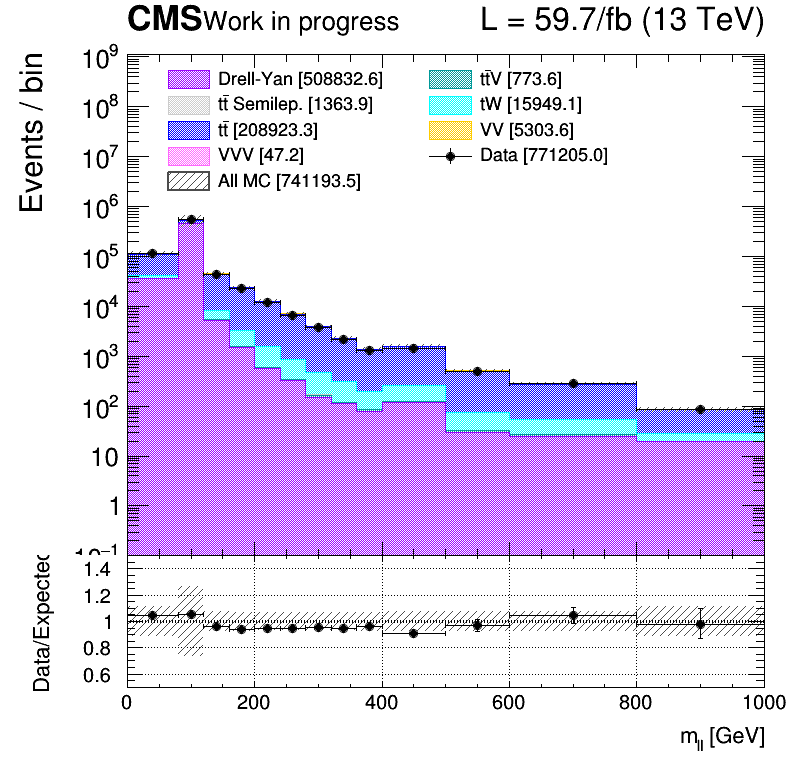 CMS Work in progress L = 59.7/fb (13 TeV)
Events / bin
10⁹
10⁸
10⁷
10⁶
10⁵
10⁴
10³
10²
10
1
10⁻¹
Drell-Yan [508832.6]
tt̄ Semilep. [1363.9]
tt̄ [208923.3]
VVV [47.2]
All MC [741193.5]
tt̄V [773.6]
tW [15949.1]
VV [5303.6]
Data [771205.0]
Data/Expected
1.4
1.2
1
0.8
0.6
0 200 400 600 800 1000
m_ll [GeV]